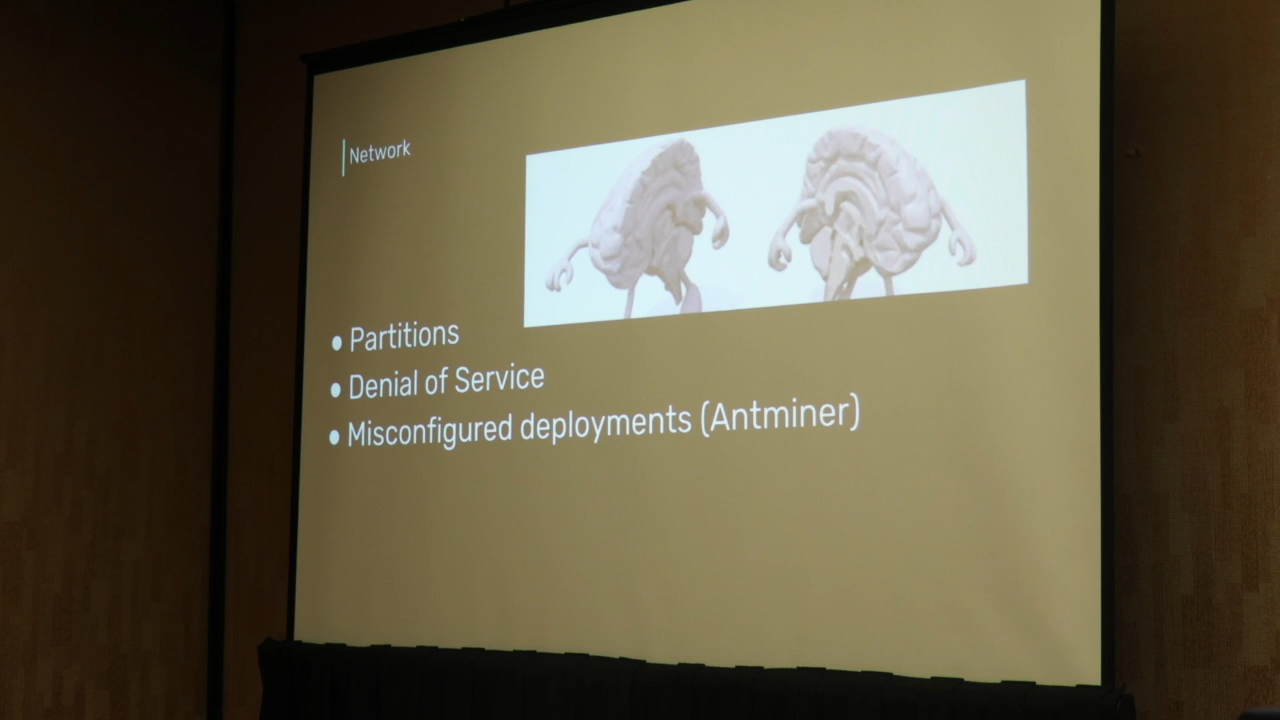 Network
• Partitions
• Denial of Service
• Misconfigured deployments (Antminer)